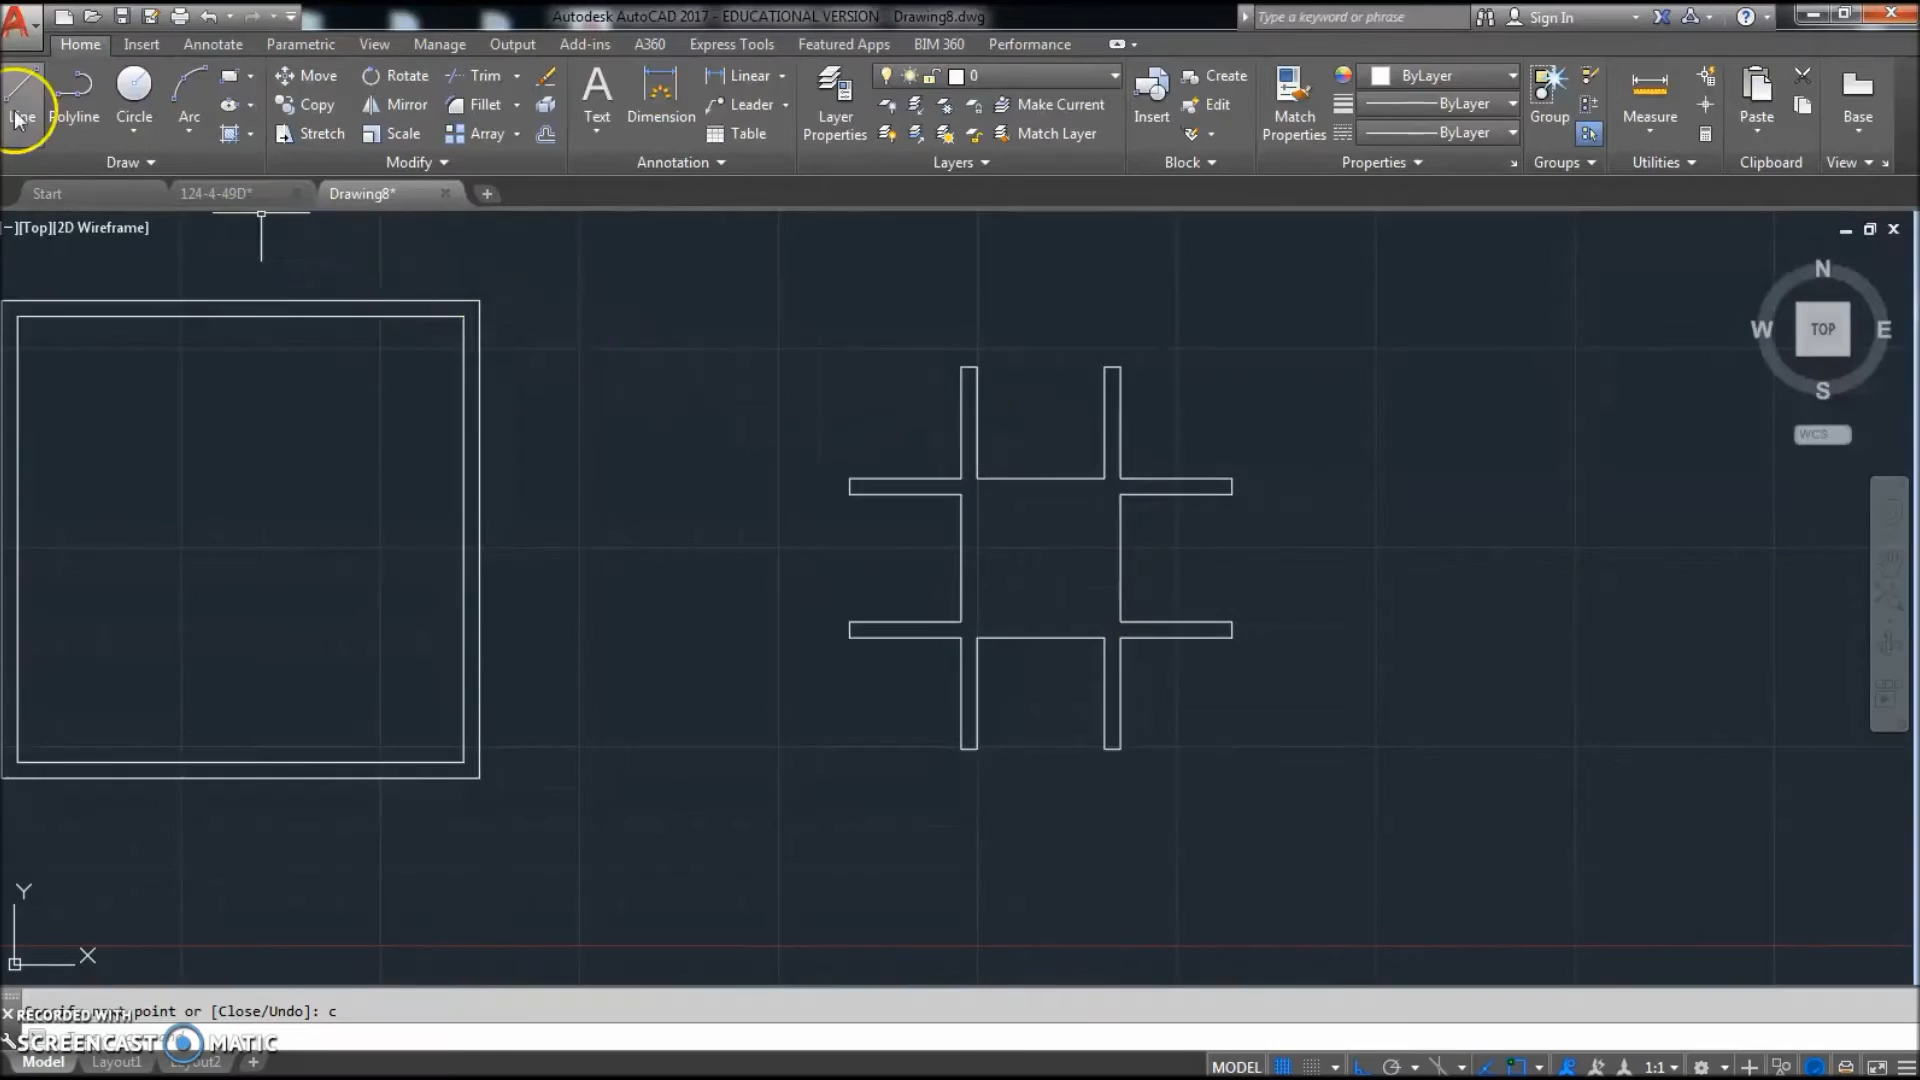 Autodesk AutoCAD 2017 - EDUCATIONAL VERSION Drawing8.dwg
Type a keyword or phrase
Sign In
Home Insert Annotate Parametric View Manage Output Add-ins A360 Express Tools Featured Apps BIM 360 Performance
Line Polyline Circle Arc
Move Rotate Trim
Copy Mirror Fillet
Stretch Scale Array
Text Dimension
Linear
Leader
Table
Layer
Properties
0
Make Current
Match Layer
Insert
Create
Edit
Match
Properties
ByLayer
ByLayer
ByLayer
Group
Measure
Paste
Base
Draw Modify Annotation Layers Block Properties Groups Utilities Clipboard View
Start 124-4-49D* Drawing8*
−][Top][2D Wireframe]
N
W TOP E
S
WCS
Y
X
point or [Close/Undo]: c
RECORDED WITH
SCREENCAST MATIC
Model Layout1 Layout2
MODEL 1:1